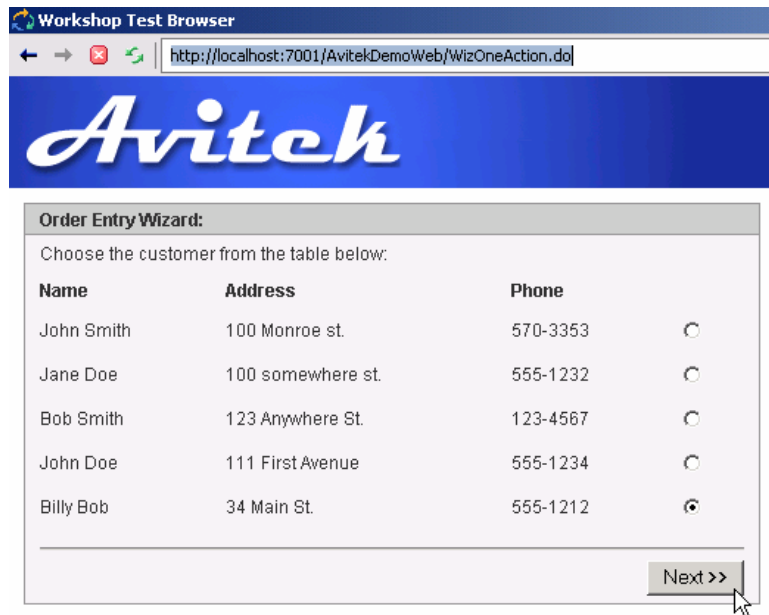 Workshop Test Browser
http://localhost:7001/AvitekDemoWeb/WizOneAction.do
Avitek
Order Entry Wizard:
Choose the customer from the table below:
Name Address Phone
John Smith 100 Monroe st. 570-3353
Jane Doe 100 somewhere st. 555-1232
Bob Smith 123 Anywhere St. 123-4567
John Doe 111 First Avenue 555-1234
Billy Bob 34 Main St. 555-1212
Next >>